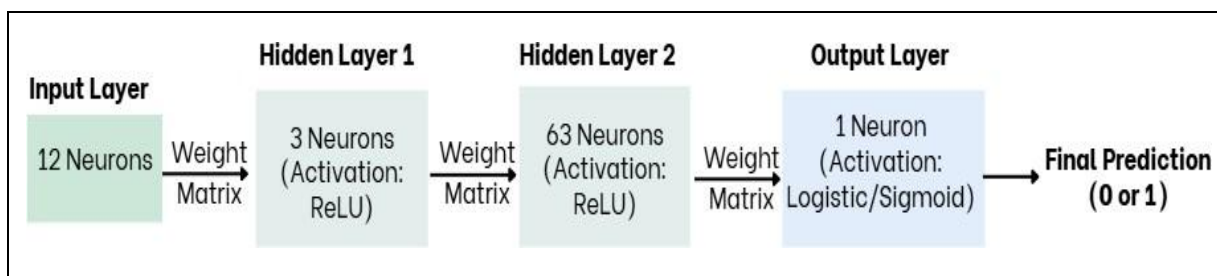 Input Layer
12 Neurons
Weight
Matrix
Hidden Layer 1
3 Neurons
(Activation:
ReLU)
Weight
Matrix
Hidden Layer 2
63 Neurons
(Activation:
ReLU)
Weight
Matrix
Output Layer
1 Neuron
(Activation:
Logistic/Sigmoid)
Final Prediction
(0 or 1)